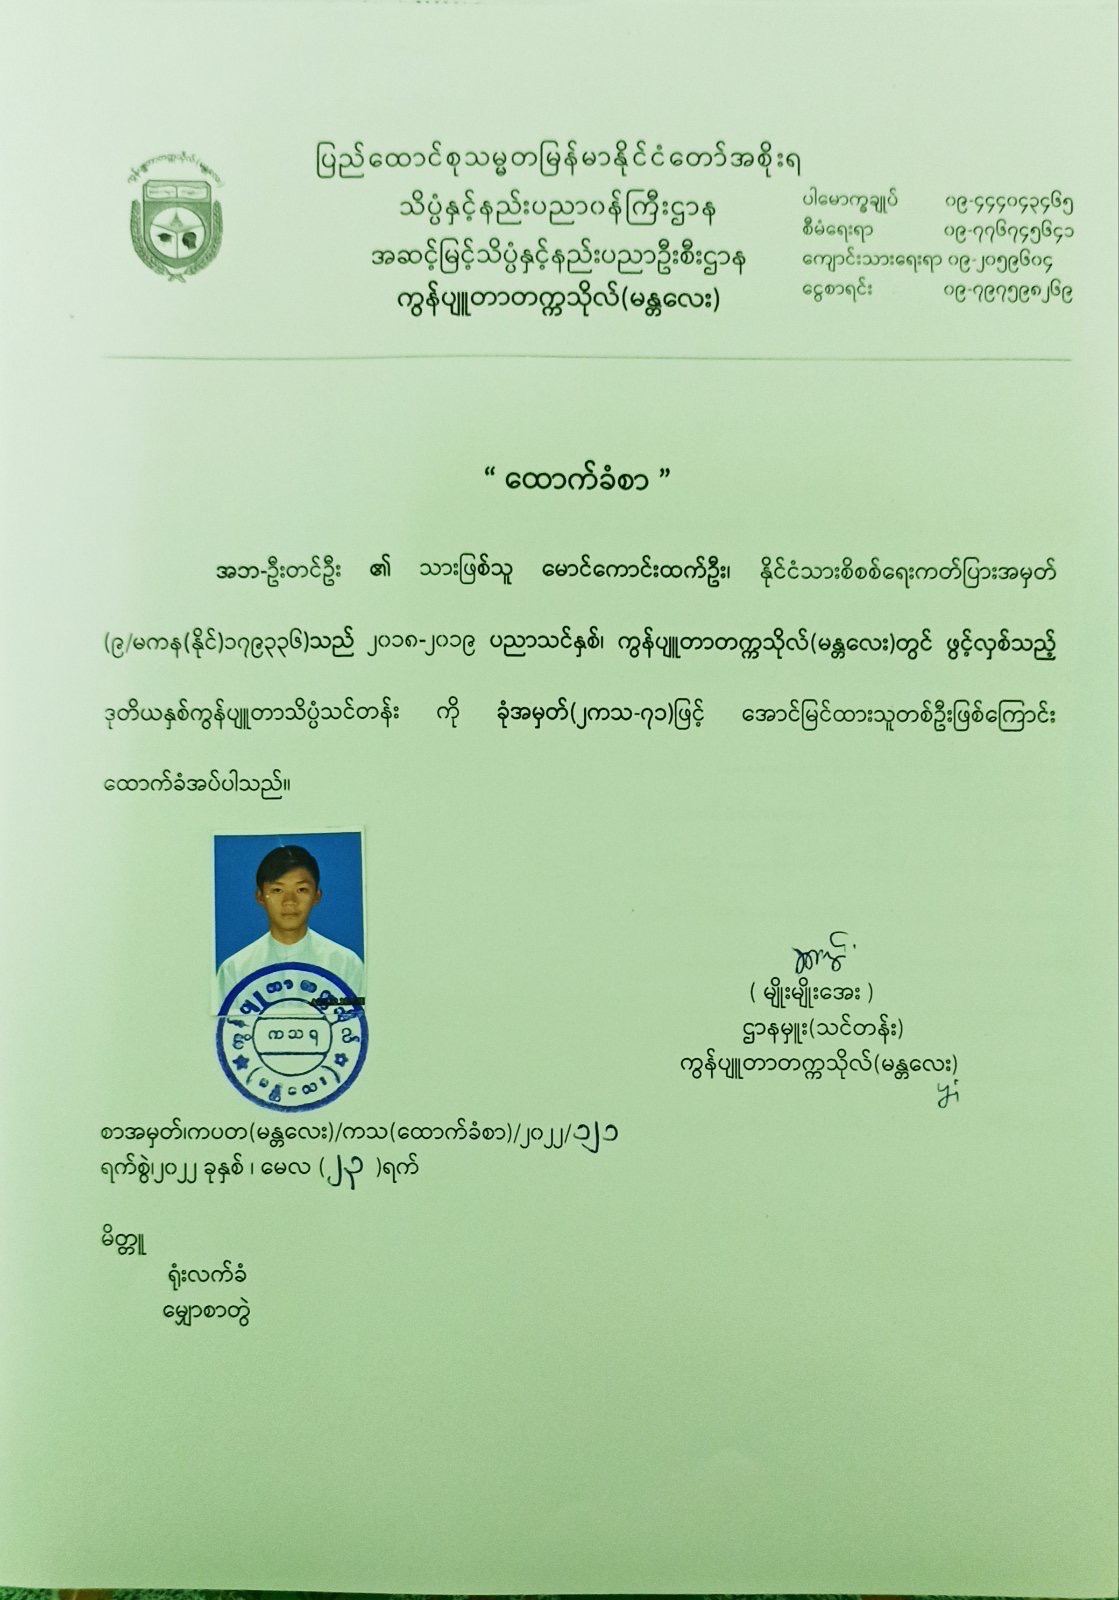 ပြည်ထောင်စုသမ္မတမြန်မာနိုင်ငံတော်အစိုးရ
သိပ္ပံနှင့်နည်းပညာဝန်ကြီးဌာန
အဆင့်မြင့်သိပ္ပံနှင့်နည်းပညာဦးစီးဌာန
ကွန်ပျူတာတက္ကသိုလ်(မန္တလေး)
ပါမောက္ခချုပ် ၀၉-၄၄၄၀၄၃၄၆၅
စီမံရေးရာ ၀၉-၇၇၆၇၄၅၆၄၁
ကျောင်းသားရေးရာ ၀၉-၂၀၅၉၆၀၄
ငွေစာရင်း ၀၉-၇၉၇၅၉၈၂၆၉
“ ထောက်ခံစာ ”
အဘ-ဦးတင်ဦး ၏ သားဖြစ်သူ မောင်ကောင်းထက်ဦး၊ နိုင်ငံသားစိစစ်ရေးကတ်ပြားအမှတ်
(၉/မကန(နိုင်)၁၇၉၃၃၆)သည် ၂၀၁၈-၂၀၁၉ ပညာသင်နှစ်၊ ကွန်ပျူတာတက္ကသိုလ်(မန္တလေး)တွင် ဖွင့်လှစ်သည့်
ဒုတိယနှစ်ကွန်ပျူတာသိပ္ပံသင်တန်း ကို ခုံအမှတ်(၂ကသ-၇၁)ဖြင့် အောင်မြင်ထားသူတစ်ဦးဖြစ်ကြောင်း
ထောက်ခံအပ်ပါသည်။
ကွန်ပျူတာတက္ကသိုလ်
ကသရ
(မန္တလေး)
( မျိုးမျိုးအေး )
ဌာနမှူး(သင်တန်း)
ကွန်ပျူတာတက္ကသိုလ်(မန္တလေး)
စာအမှတ်၊ကပတ(မန္တလေး)/ကသ(ထောက်ခံစာ)/၂၀၂၂/၁၂၁
ရက်စွဲ၊၂၀၂၂ ခုနှစ် ၊ မေလ (၂၃ )ရက်
မိတ္တူ
ရုံးလက်ခံ
မျှောစာတွဲ